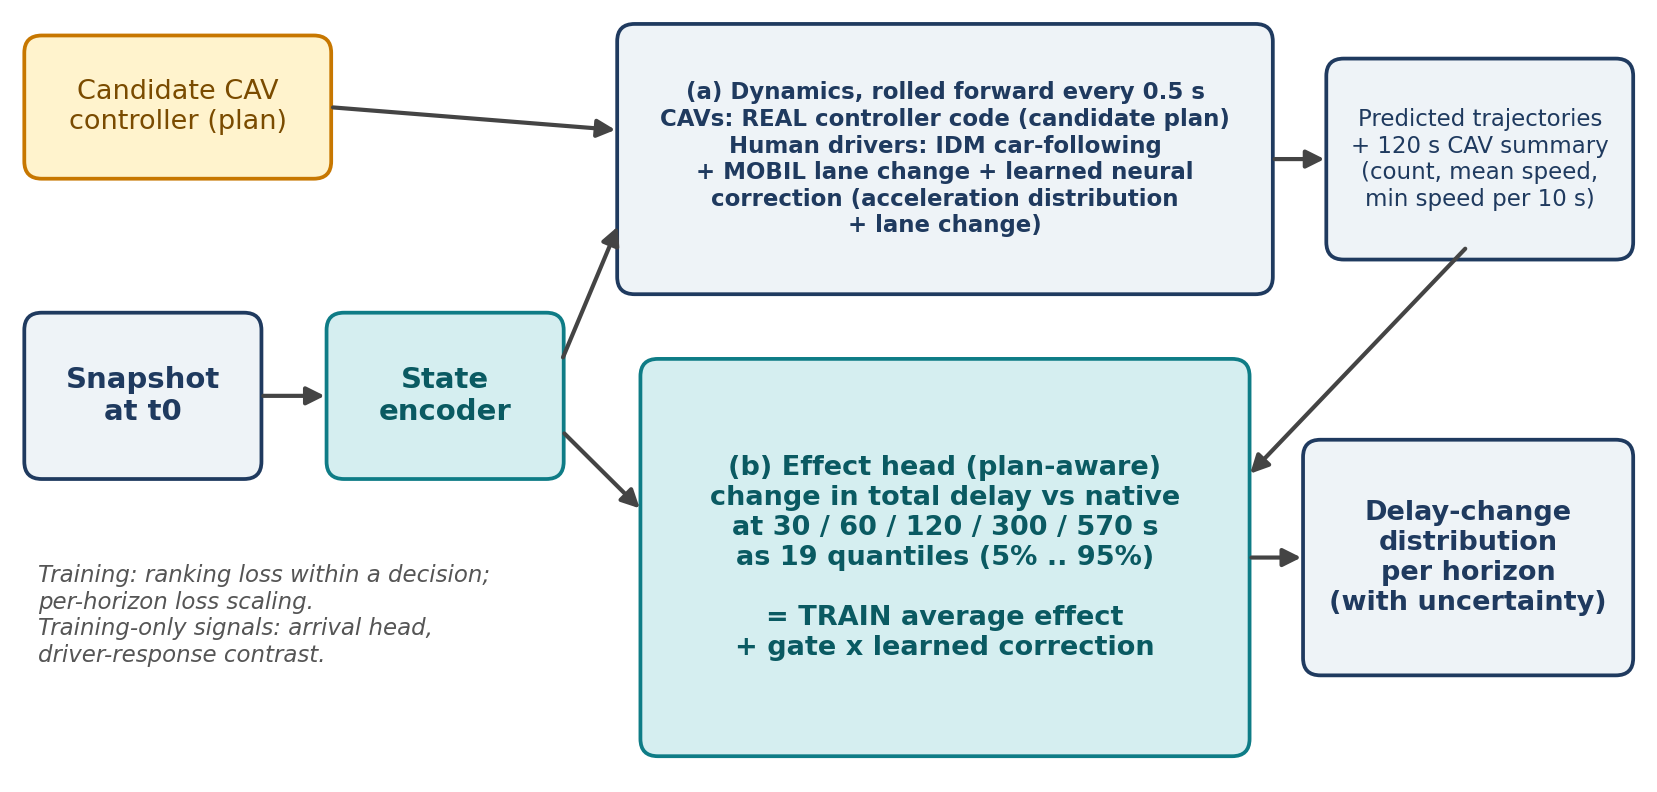 Candidate CAV
controller (plan)
(a) Dynamics, rolled forward every 0.5 s
CAVs: REAL controller code (candidate plan)
Human drivers: IDM car-following
+ MOBIL lane change + learned neural
correction (acceleration distribution
+ lane change)
Predicted trajectories
+ 120 s CAV summary
(count, mean speed,
min speed per 10 s)
Snapshot
at t0
State
encoder
(b) Effect head (plan-aware)
change in total delay vs native
at 30 / 60 / 120 / 300 / 570 s
as 19 quantiles (5% .. 95%)
= TRAIN average effect
+ gate x learned correction
Delay-change
distribution
per horizon
(with uncertainty)
Training: ranking loss within a decision;
per-horizon loss scaling.
Training-only signals: arrival head,
driver-response contrast.